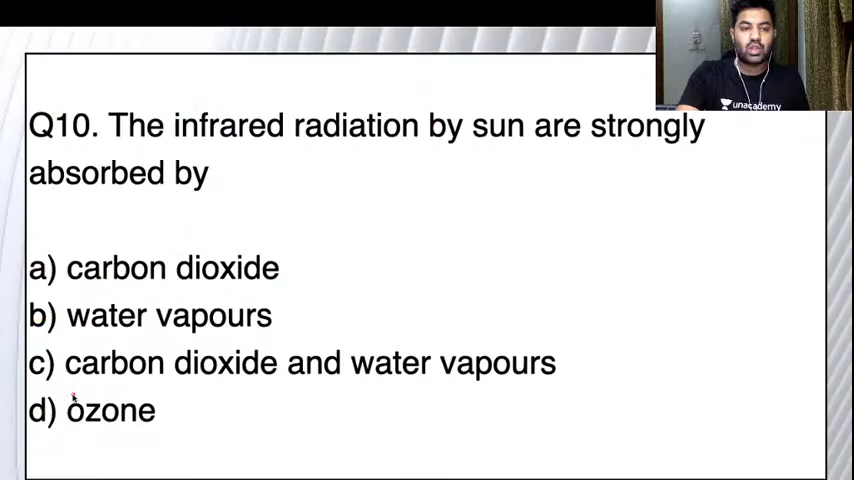 unacademy
Q10. The infrared radiation by sun are strongly
absorbed by
a) carbon dioxide
b) water vapours
c) carbon dioxide and water vapours
d) ozone